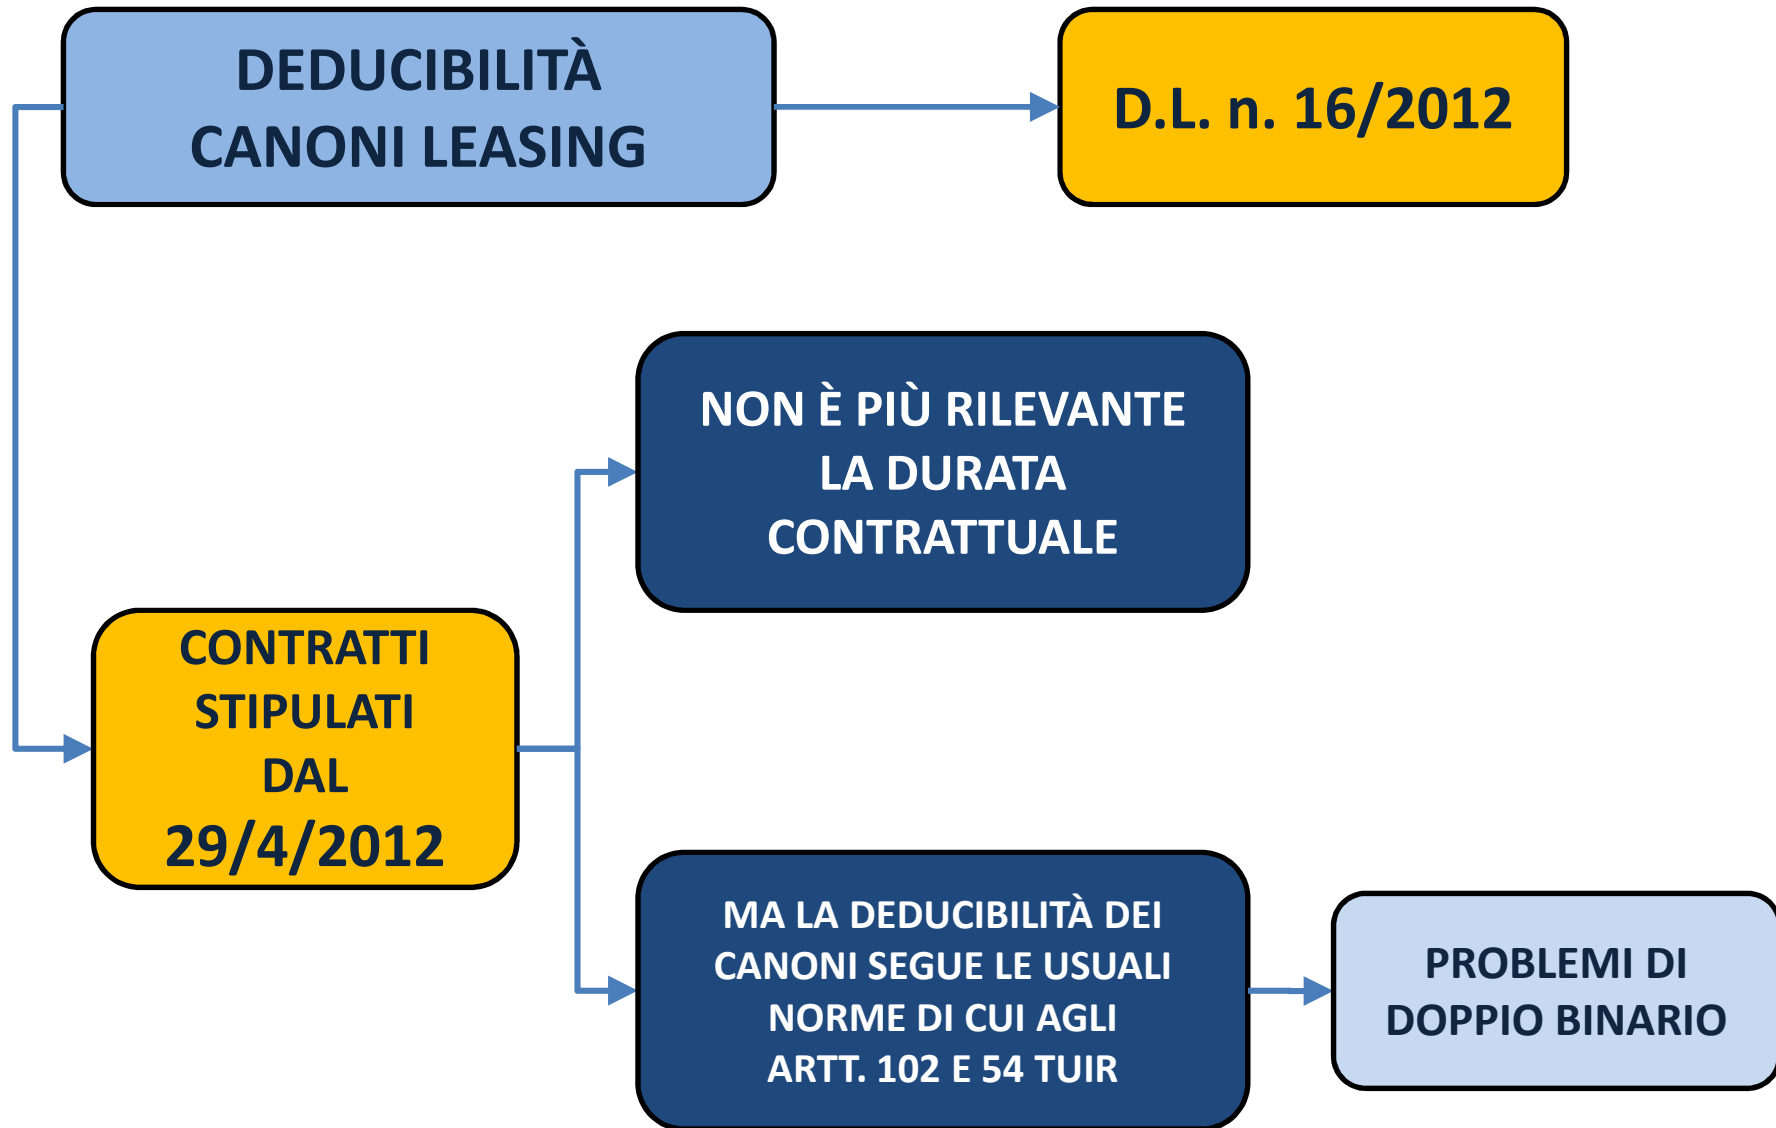 DEDUCIBILITÀ
CANONI LEASING
D.L. n. 16/2012
NON È PIÙ RILEVANTE
LA DURATA
CONTRATTUALE
CONTRATTI
STIPULATI
DAL
29/4/2012
MA LA DEDUCIBILITÀ DEI
CANONI SEGUE LE USUALI
NORME DI CUI AGLI
ARTT. 102 E 54 TUIR
PROBLEMI DI
DOPPIO BINARIO